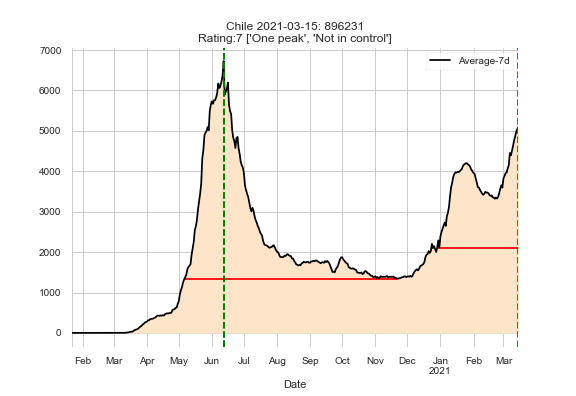 Chile 2021-03-15: 896231
Rating:7 ['One peak', 'Not in control']
Average-7d
7000
6000
5000
4000
3000
2000
1000
0
Feb Mar Apr May Jun Jul Aug Sep Oct Nov Dec Jan Feb Mar
2021
Date